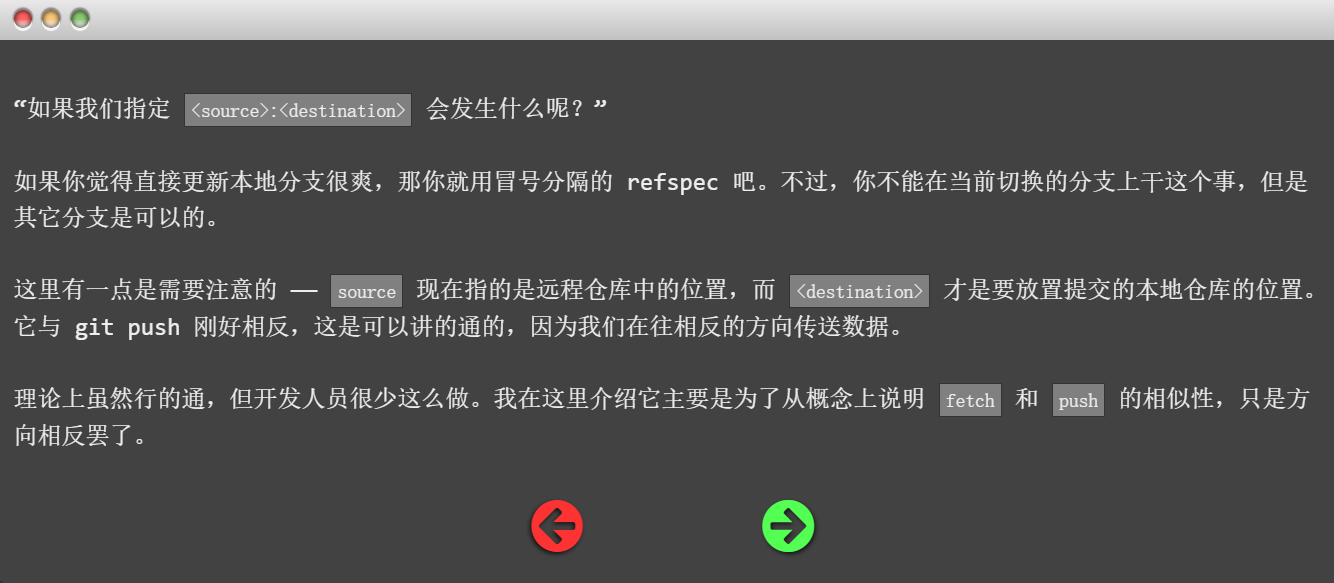 “如果我们指定 <source>:<destination> 会发生什么呢？”
如果你觉得直接更新本地分支很爽，那你就用冒号分隔的 refspec 吧。不过，你不能在当前切换的分支上干这个事，但是
其它分支是可以的。
这里有一点是需要注意的 —— source 现在指的是远程仓库中的位置，而 <destination> 才是要放置提交的本地仓库的位置。
它与 git push 刚好相反，这是可以讲的通的，因为我们在往相反的方向传送数据。
理论上虽然行的通，但开发人员很少这么做。我在这里介绍它主要是为了从概念上说明 fetch 和 push 的相似性，只是方
向相反罢了。